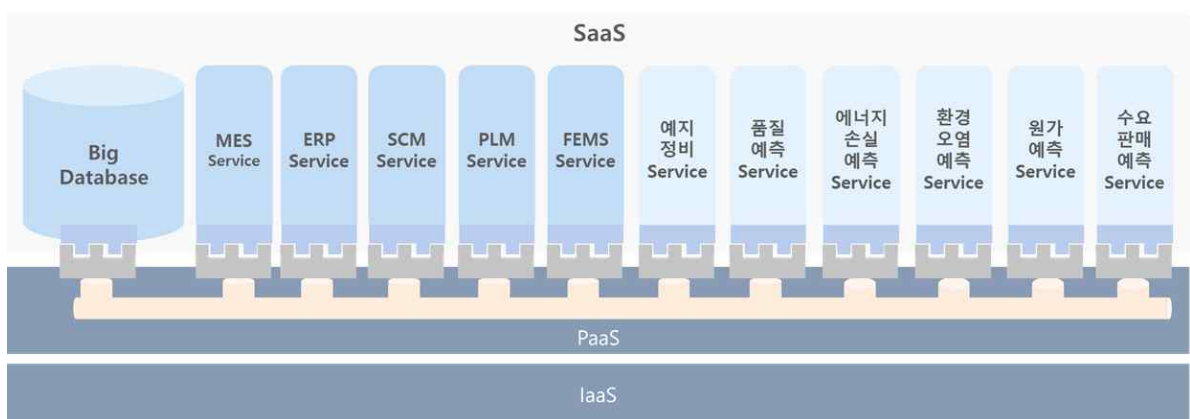 SaaS
Big
Database
MES
Service
ERP
Service
SCM
Service
PLM
Service
FEMS
Service
예지
정비
Service
품질
예측
Service
에너지
손실
예측
Service
환경
오염
예측
Service
원가
예측
Service
수요
판매
예측
Service
PaaS
IaaS